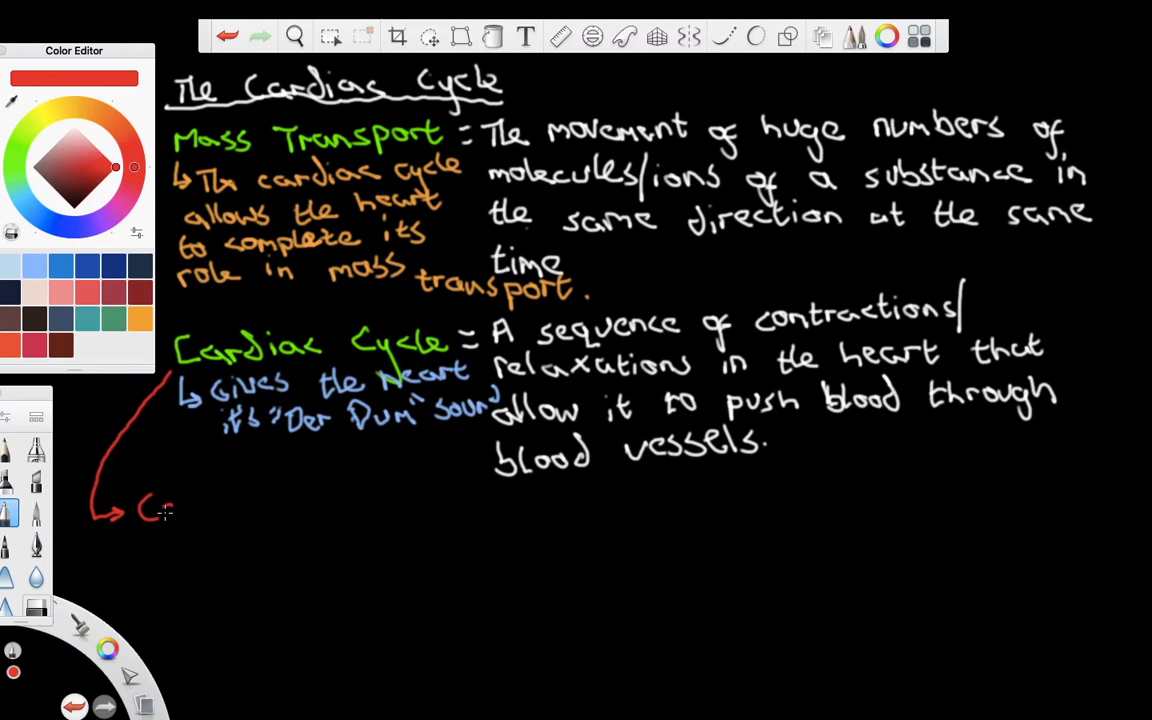 Color Editor
The Cardiac Cycle
Mass Transport = The movement of huge numbers of
molecules/ions of a substance in
the same direction at the same
time
↳ The cardiac cycle
allows the heart
to complete its
role in mass transport.
Cardiac Cycle = A sequence of contractions/
relaxations in the heart that
allow it to push blood through
blood vessels.
↳ Gives the heart
it's "Der Dum" sound